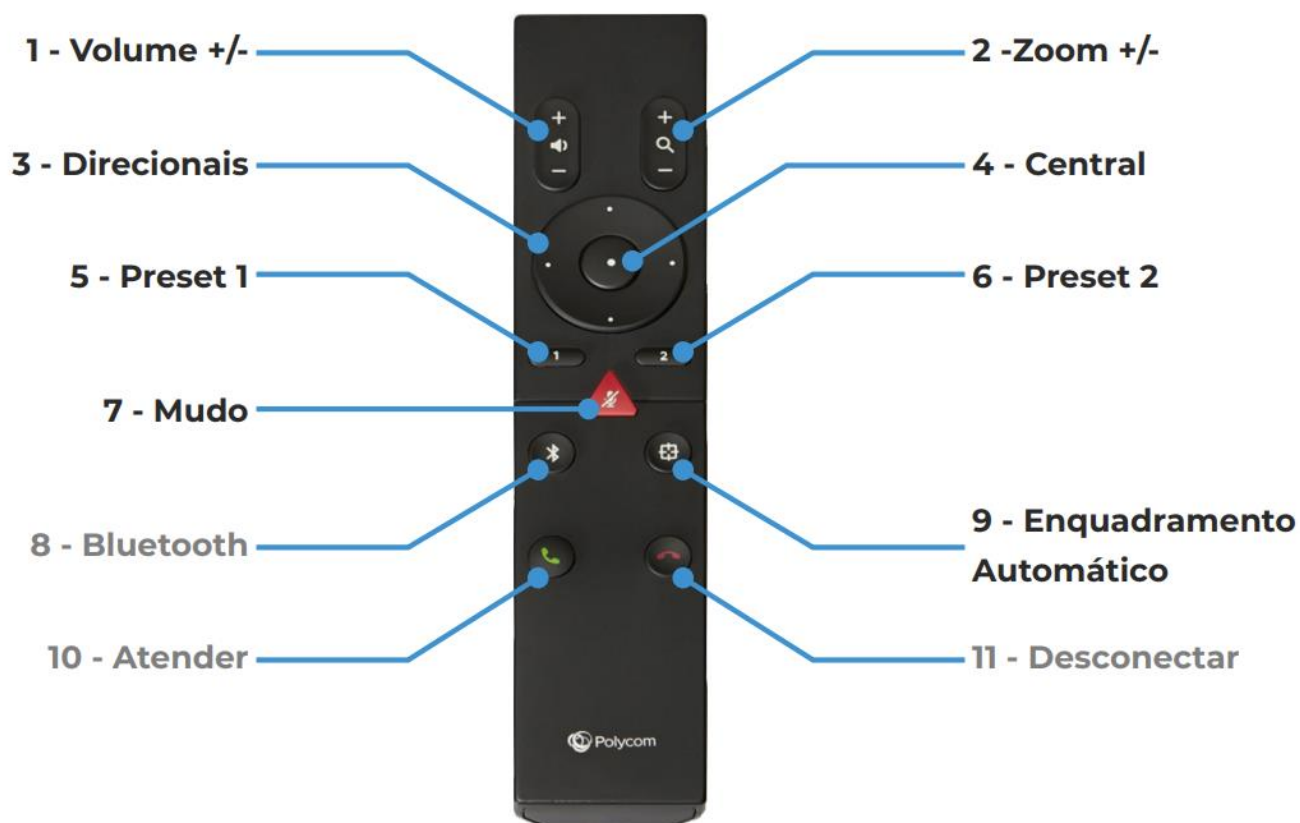 1 - Volume +/-
2 -Zoom +/-
3 - Direcionais
4 - Central
5 - Preset 1
6 - Preset 2
1
2
7 - Mudo
8 - Bluetooth
9 - Enquadramento
Automático
10 - Atender
11 - Desconectar
Polycom